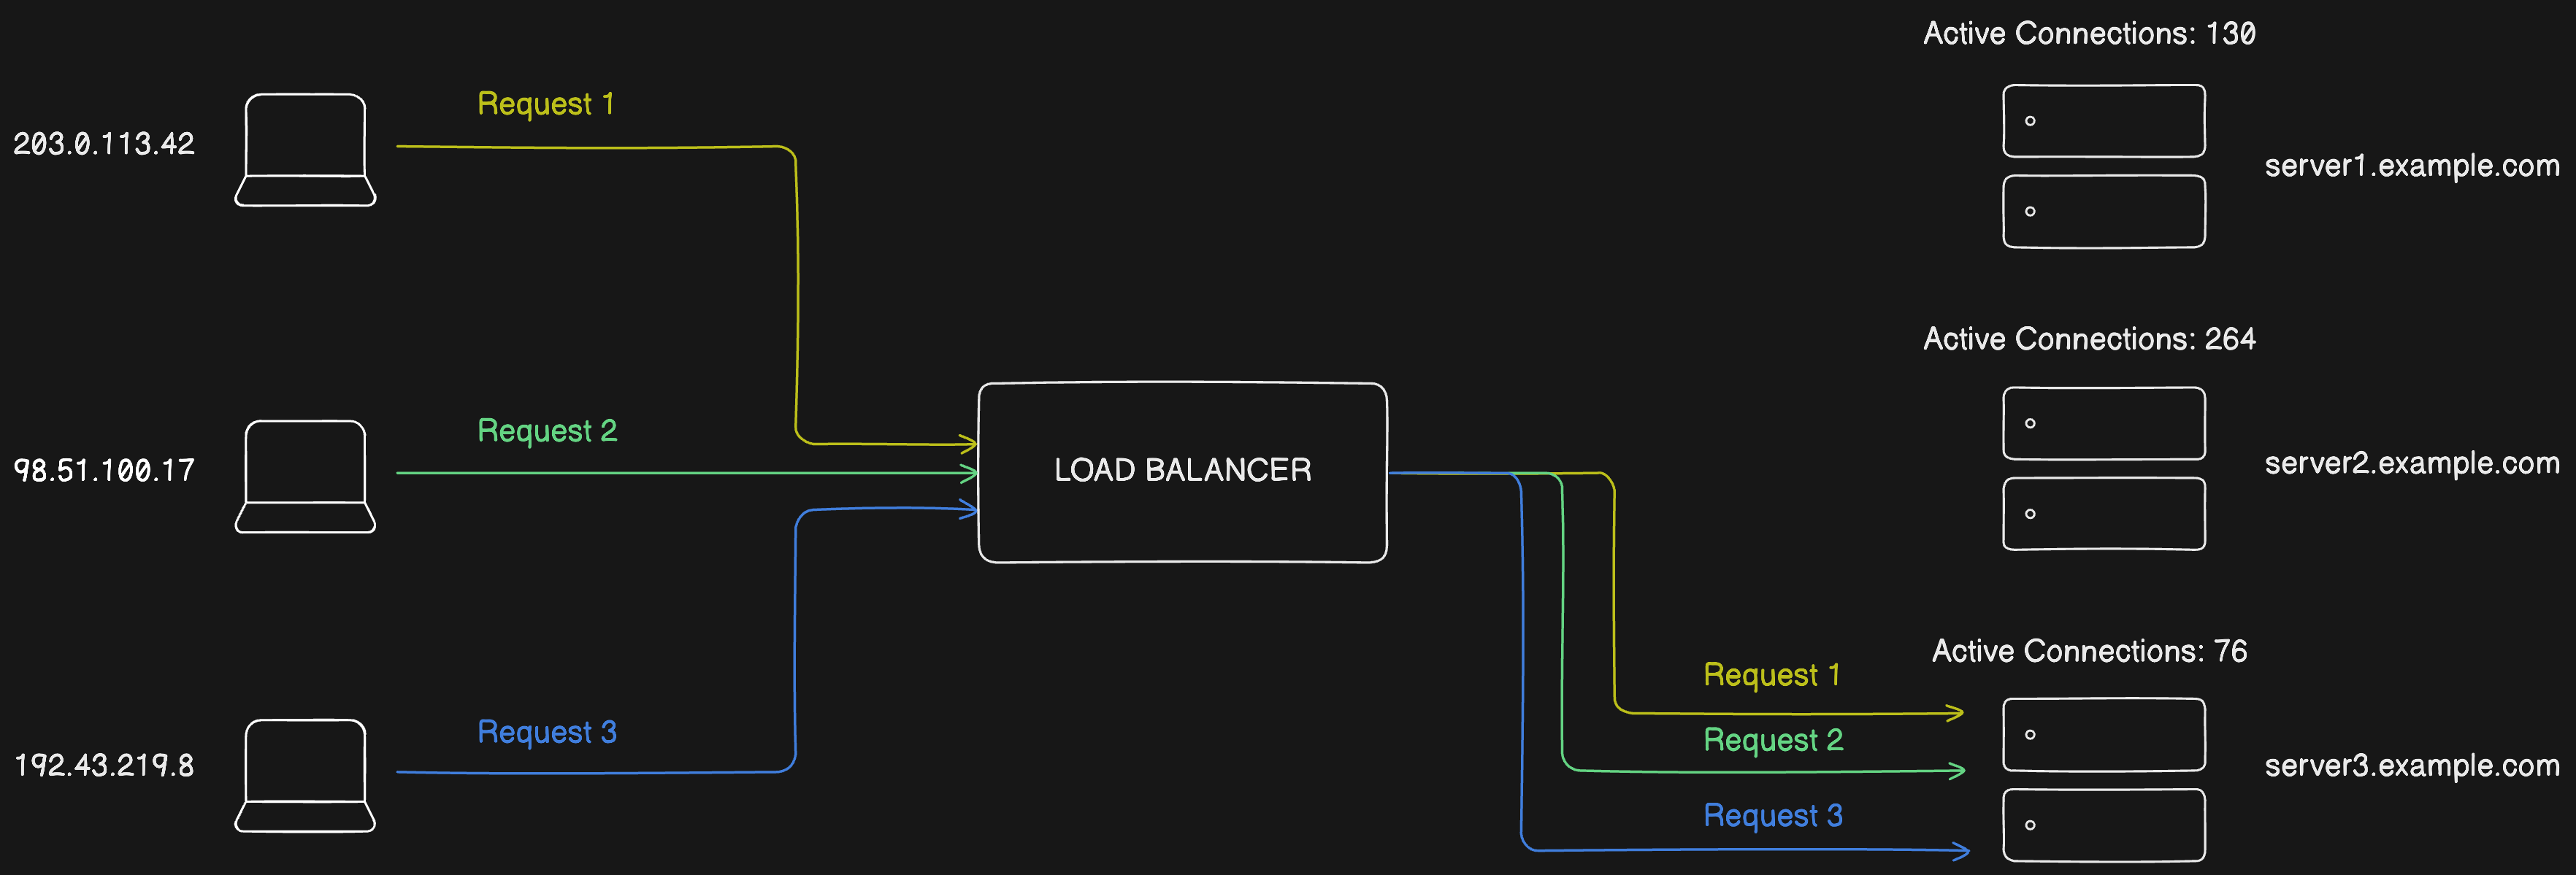 Active Connections: 130
Request 1
203.0.113.42
server1.example.com
Active Connections: 264
Request 2
98.51.100.17
LOAD BALANCER
server2.example.com
Active Connections: 76
Request 1
Request 3
Request 2
192.43.219.8
server3.example.com
Request 3